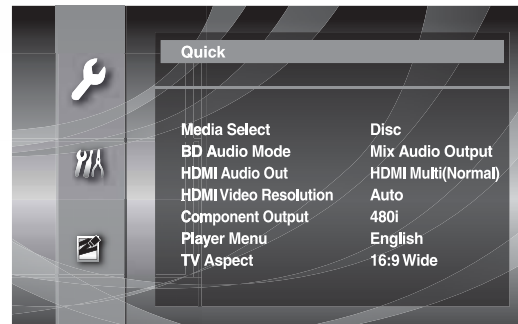 Quick
Media Select Disc
BD Audio Mode Mix Audio Output
HDMI Audio Out HDMI Multi(Normal)
HDMI Video Resolution Auto
Component Output 480i
Player Menu English
TV Aspect 16:9 Wide